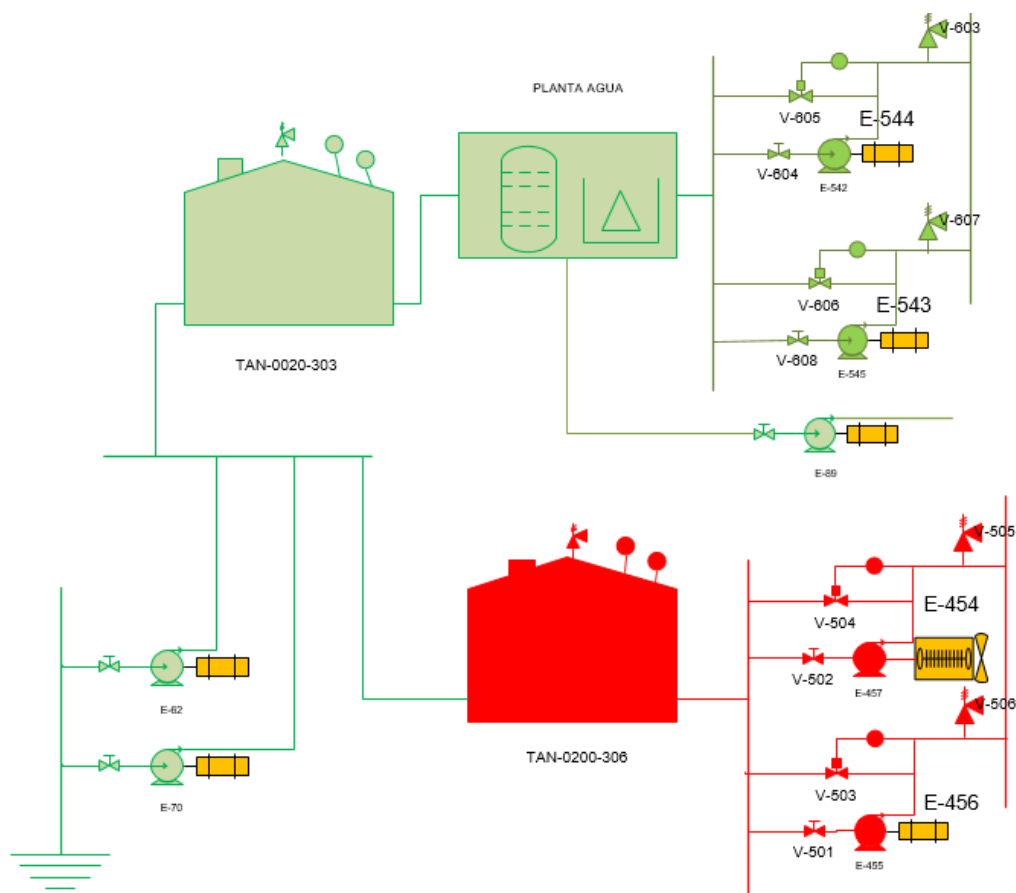 V-603
PLANTA AGUA
V-605
E-544
V-604
E-542
V-607
V-606
E-543
TAN-0020-303
V-608
E-545
E-89
V-505
E-454
V-504
V-502
E-457
V-506
E-62
TAN-0200-306
V-503
E-456
E-70
V-501
E-455